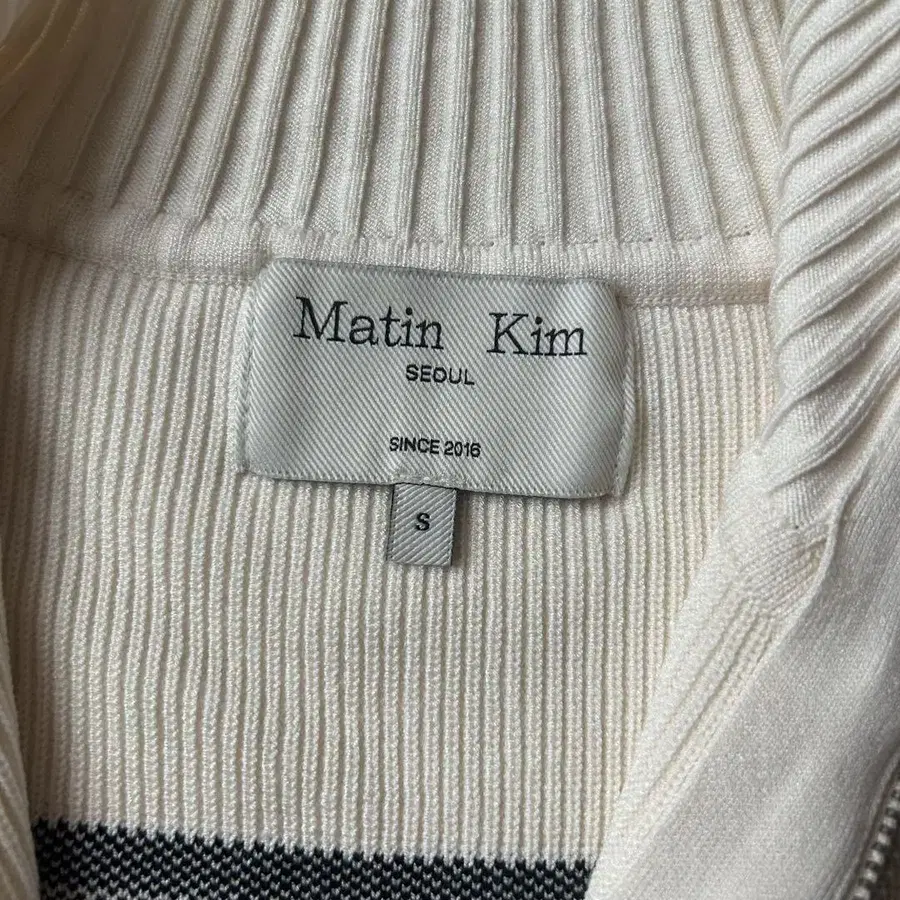 Matin Kim
SEOUL
SINCE 2016
S